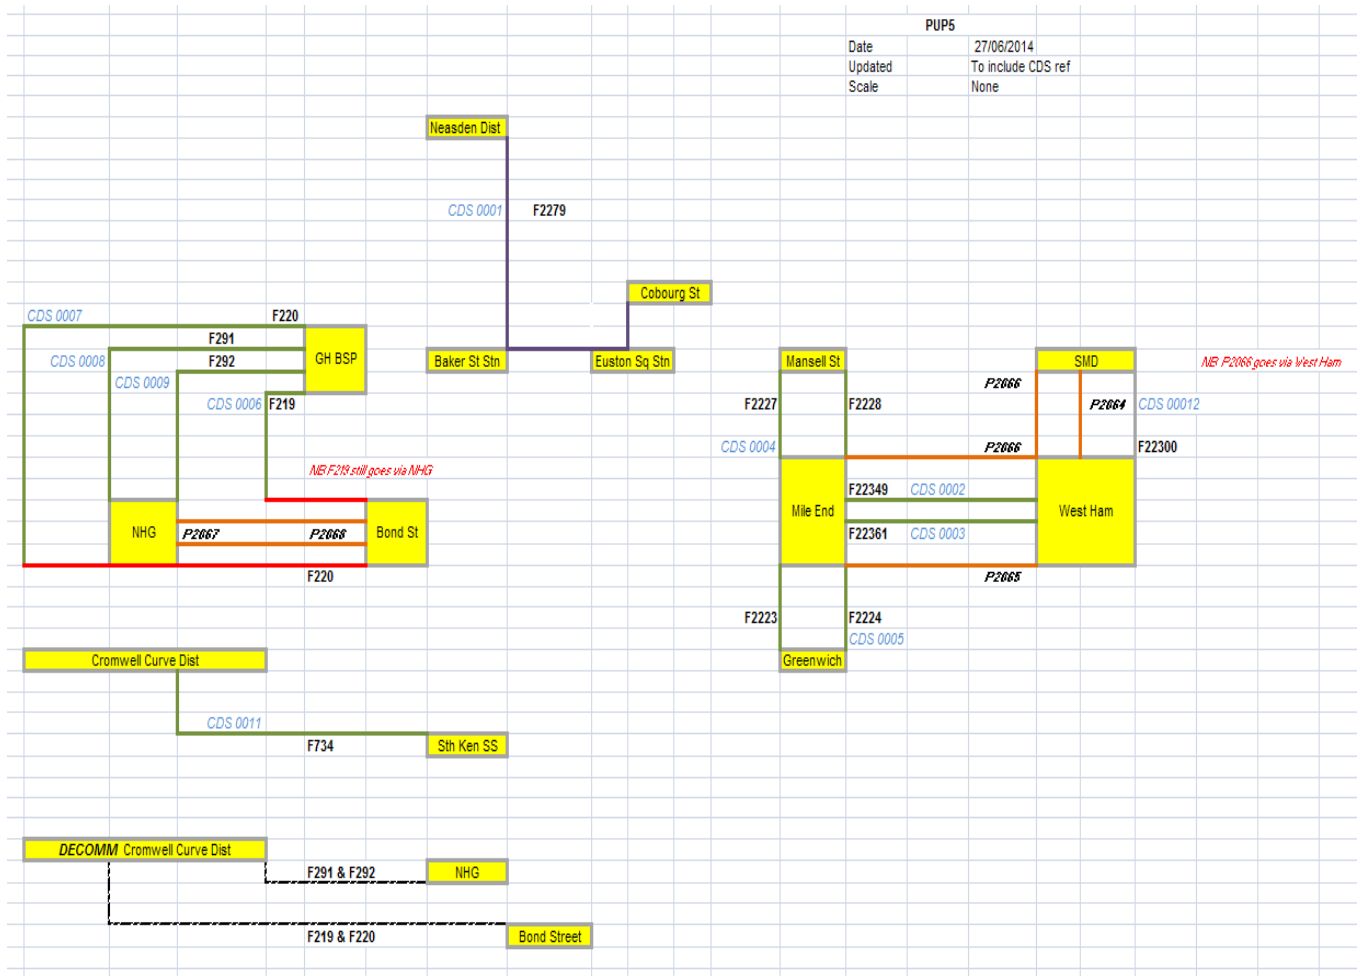 PUP5
Date 27/06/2014
Updated To include CDS ref
Scale None
Neasden Dist
CDS 0001 F2279
Cobourg St
CDS 0007 F220
F291
CDS 0008 F292
GH BSP
Baker St Stn
Euston Sq Stn
Mansell St
SMD
NB P2066 goes via West Ham
CDS 0009
P2066
CDS 0006 F219
F2227 F2228
P2064 CDS 00012
CDS 0004
P2066
F22300
NB F219 still goes via NHG
F22349 CDS 0002
Mile End
West Ham
NHG
P2067
P2068
Bond St
F22361 CDS 0003
F220
P2065
F2223 F2224
CDS 0005
Cromwell Curve Dist
Greenwich
CDS 0011
F734
Sth Ken SS
DECOMM Cromwell Curve Dist
F291 & F292
NHG
F219 & F220
Bond Street